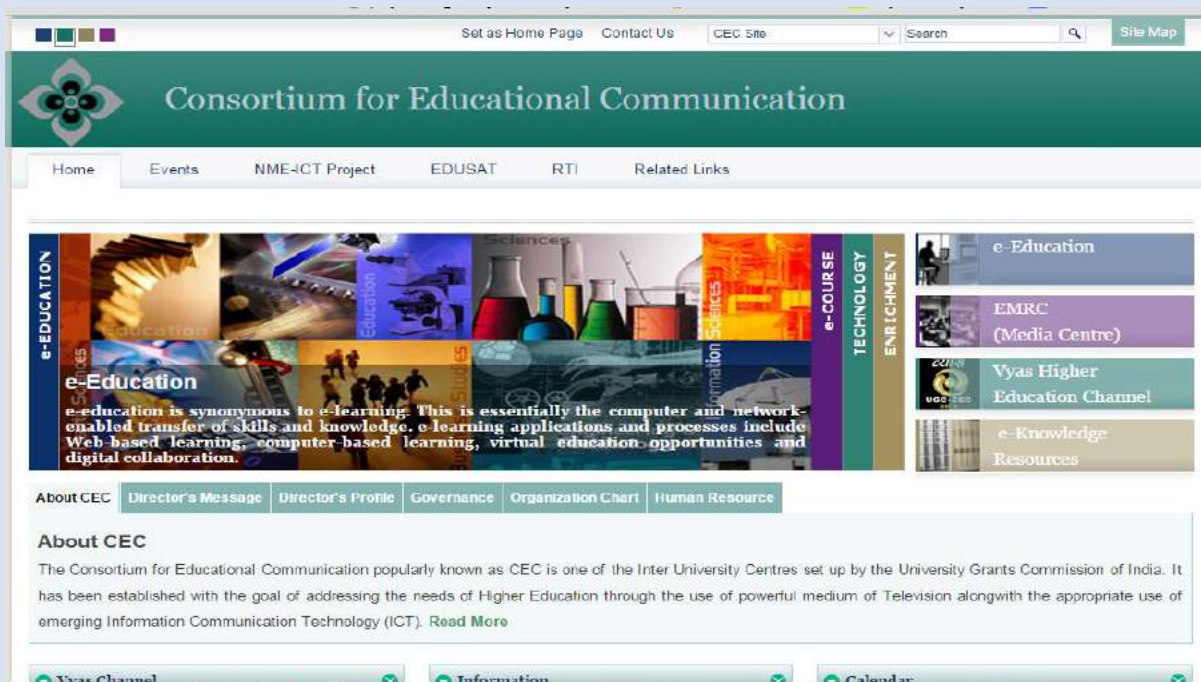 Set as Home Page Contact Us CEC Site Search Site Map
Consortium for Educational Communication
Home Events NME-ICT Project EDUSAT RTI Related Links
e-EDUCATION
Sciences
Education
Education
Information Sciences
e-COURSE
TECHNOLOGY
ENRICHMENT
e-Education
e-education is synonymous to e-learning. This is essentially the computer and network-
enabled transfer of skills and knowledge. e-learning applications and processes include
Web-based learning, computer-based learning, virtual education opportunities and
digital collaboration.
e-Education
EMRC
(Media Centre)
Vyas Higher
Education Channel
UGC-CEC
e-Knowledge
Resources
About CEC Director's Message Director's Profile Governance Organization Chart Human Resource
About CEC
The Consortium for Educational Communication popularly known as CEC is one of the Inter University Centres set up by the University Grants Commission of India. It
has been established with the goal of addressing the needs of Higher Education through the use of powerful medium of Television alongwith the appropriate use of
emerging Information Communication Technology (ICT). Read More
Vyas Channel Information Calendar